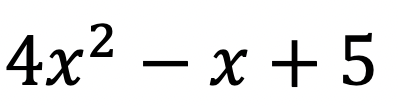 4x² − x + 5